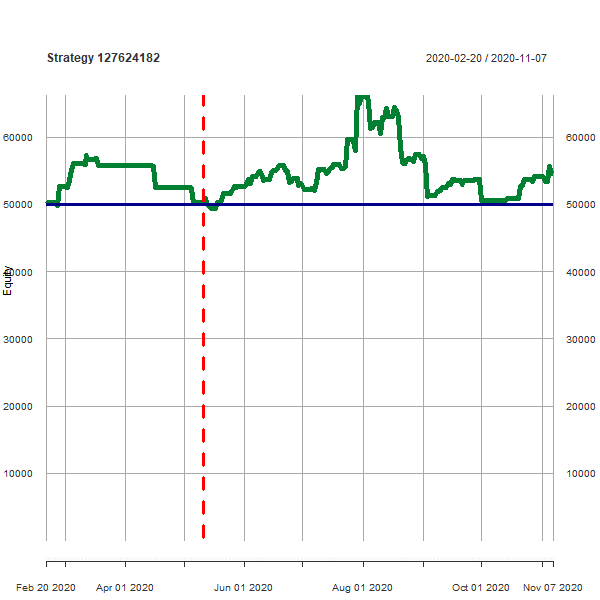 Strategy 127624182
2020-02-20 / 2020-11-07
60000
60000
50000
50000
Equity
40000
40000
30000
30000
20000
20000
10000
10000
Feb 20 2020
Apr 01 2020
Jun 01 2020
Aug 01 2020
Oct 01 2020
Nov 07 2020